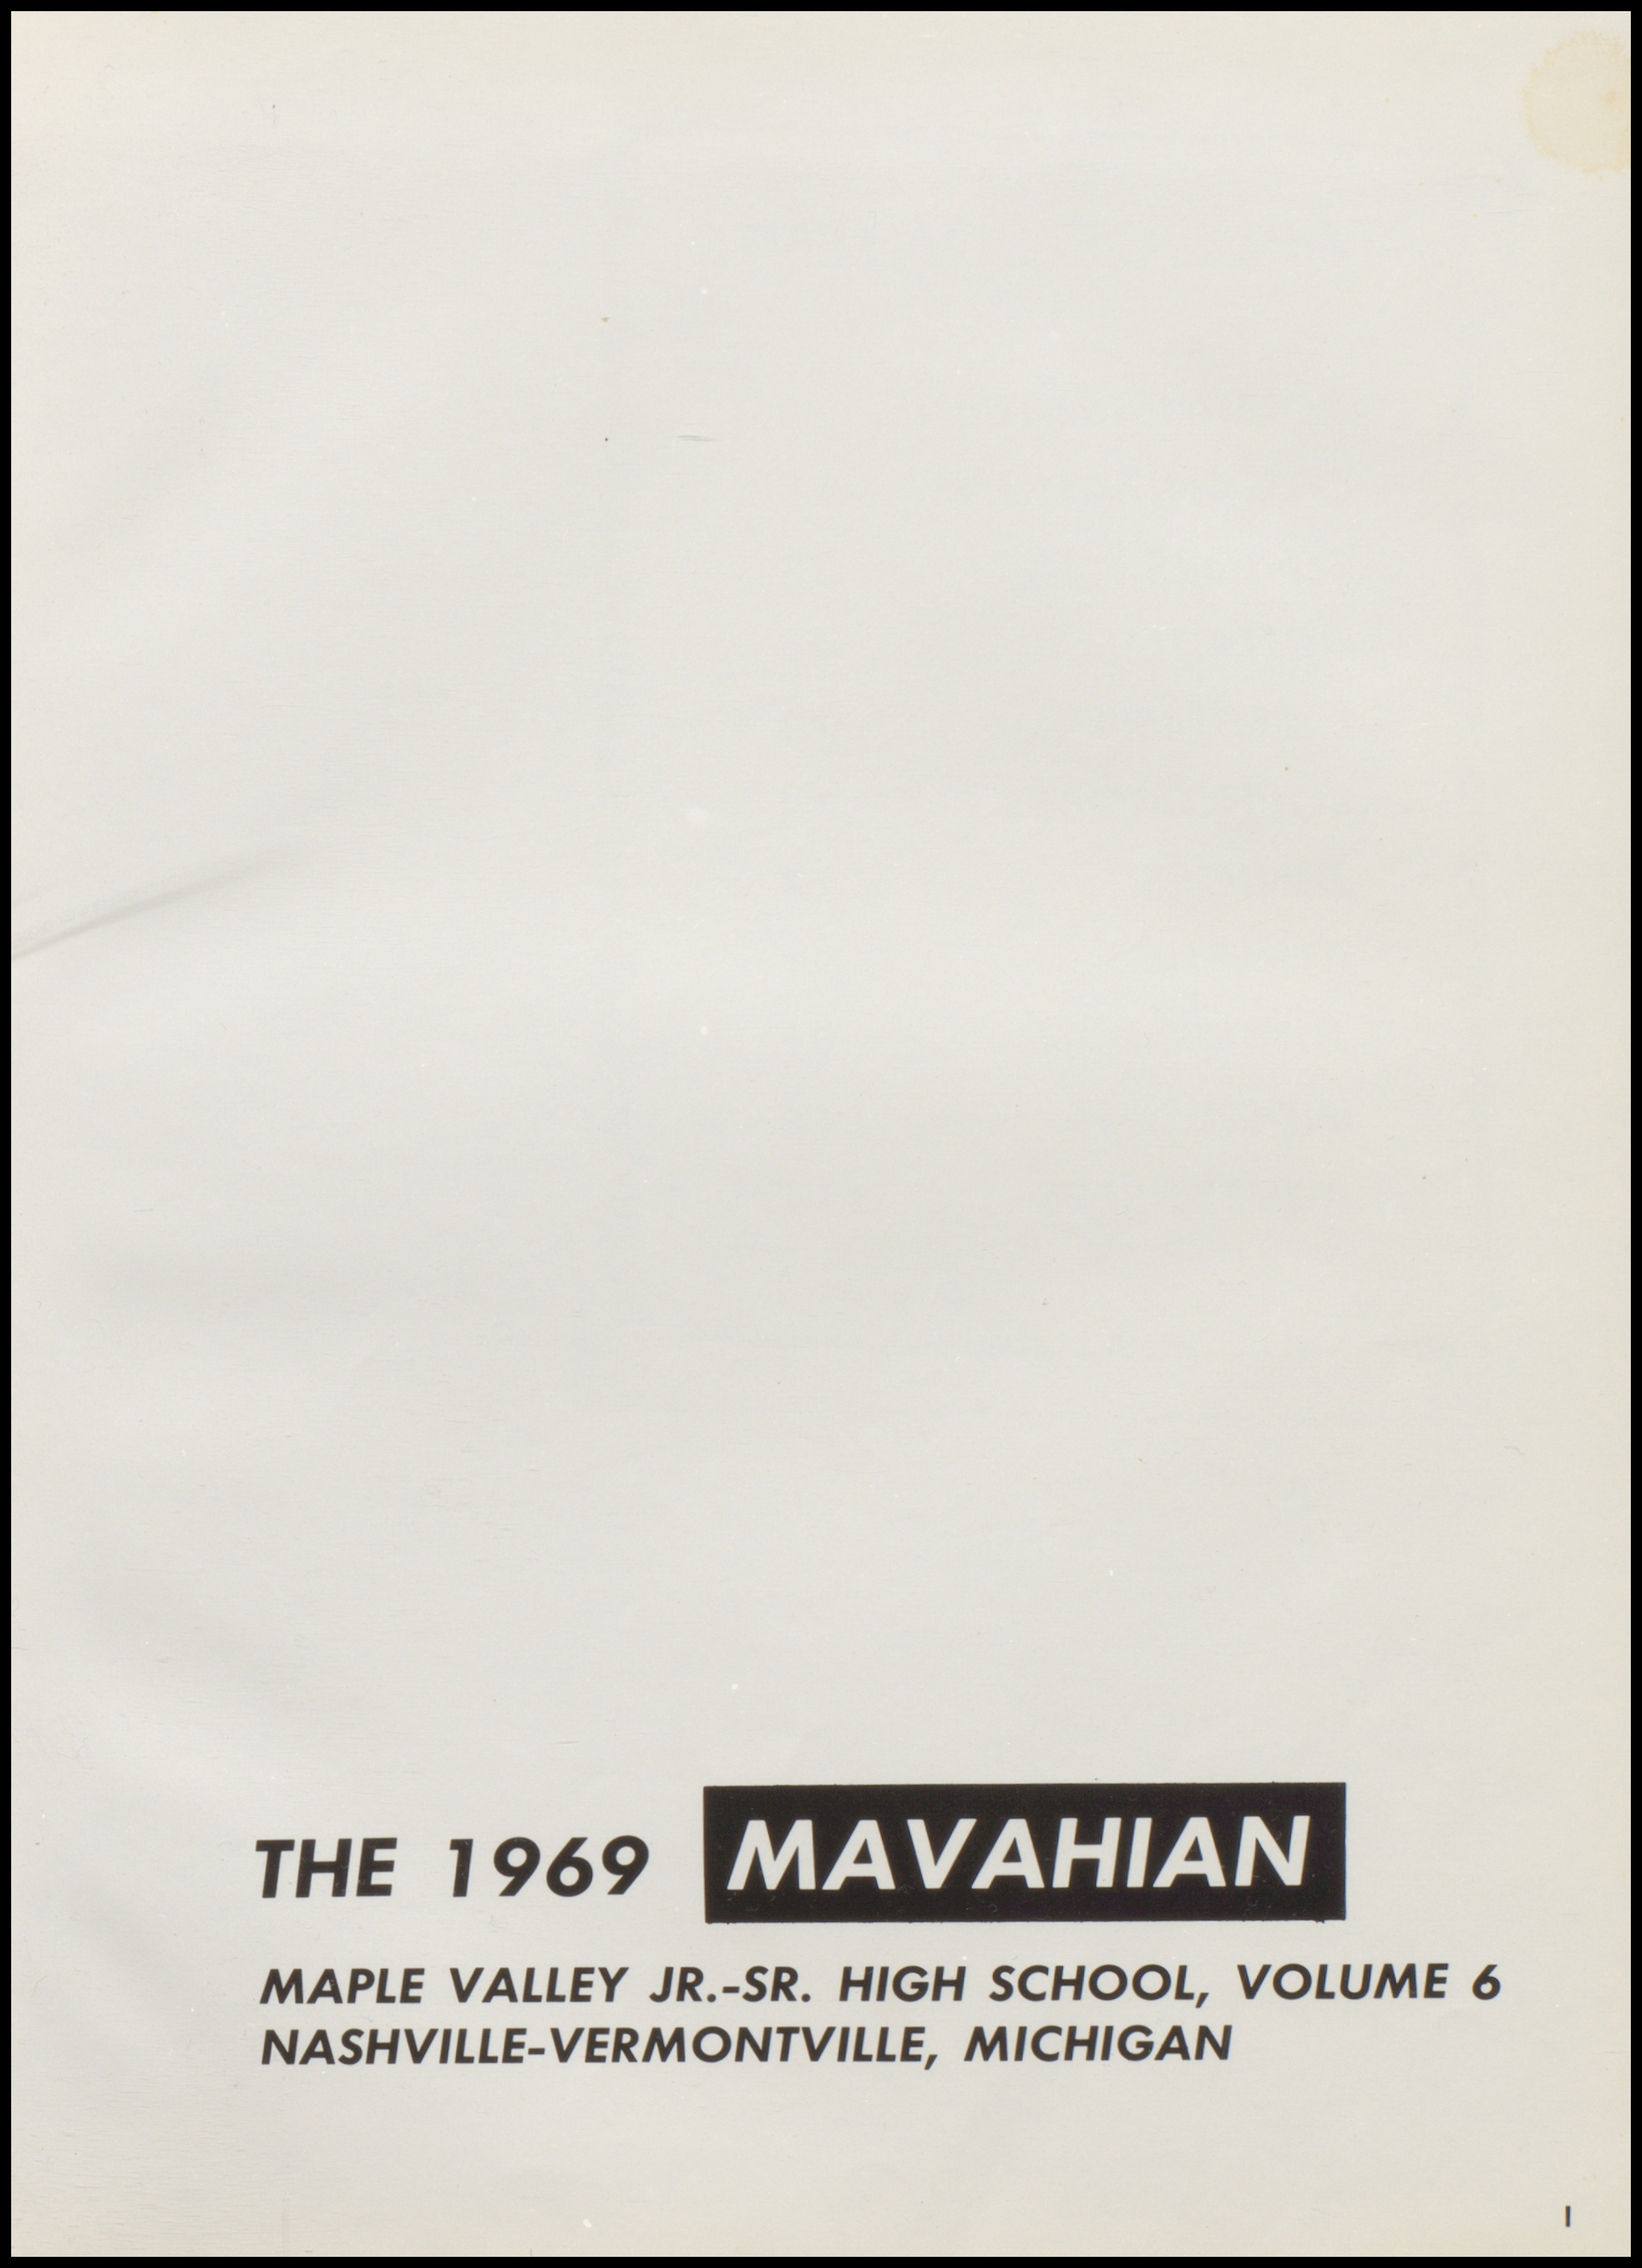 THE 1969 MAVAHIAN
MAPLE VALLEY JR.-SR. HIGH SCHOOL, VOLUME 6
NASHVILLE-VERMONTVILLE, MICHIGAN
1